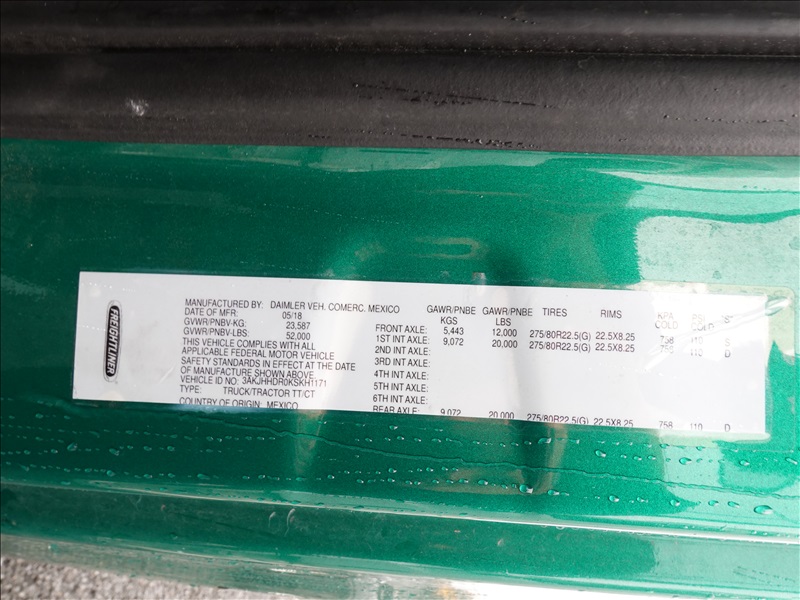 FREIGHTLINER
MANUFACTURED BY: DAIMLER VEH. COMERC. MEXICO
DATE OF MFR: 05/18
GVWR/PNBV-KG: 23,587
GVWR/PNBV-LBS: 52,000
THIS VEHICLE COMPLIES WITH ALL
APPLICABLE FEDERAL MOTOR VEHICLE
SAFETY STANDARDS IN EFFECT AT THE DATE
OF MANUFACTURE SHOWN ABOVE.
VEHICLE ID NO: 3AKJHHDR0KSKH1171
TYPE: TRUCK/TRACTOR TT/CT
COUNTRY OF ORIGIN: MEXICO
GAWR/PNBE GAWR/PNBE TIRES RIMS KPA PSI
KGS LBS COLD COLD
FRONT AXLE: 5,443 12,000 275/80R22.5(G) 22.5X8.25 758 110 S
1ST INT AXLE: 9,072 20,000 275/80R22.5(G) 22.5X8.25 758 110 D
2ND INT AXLE:
3RD INT AXLE:
4TH INT AXLE:
5TH INT AXLE:
6TH INT AXLE:
REAR AXLE: 9,072 20,000 275/80R22.5(G) 22.5X8.25 758 110 D